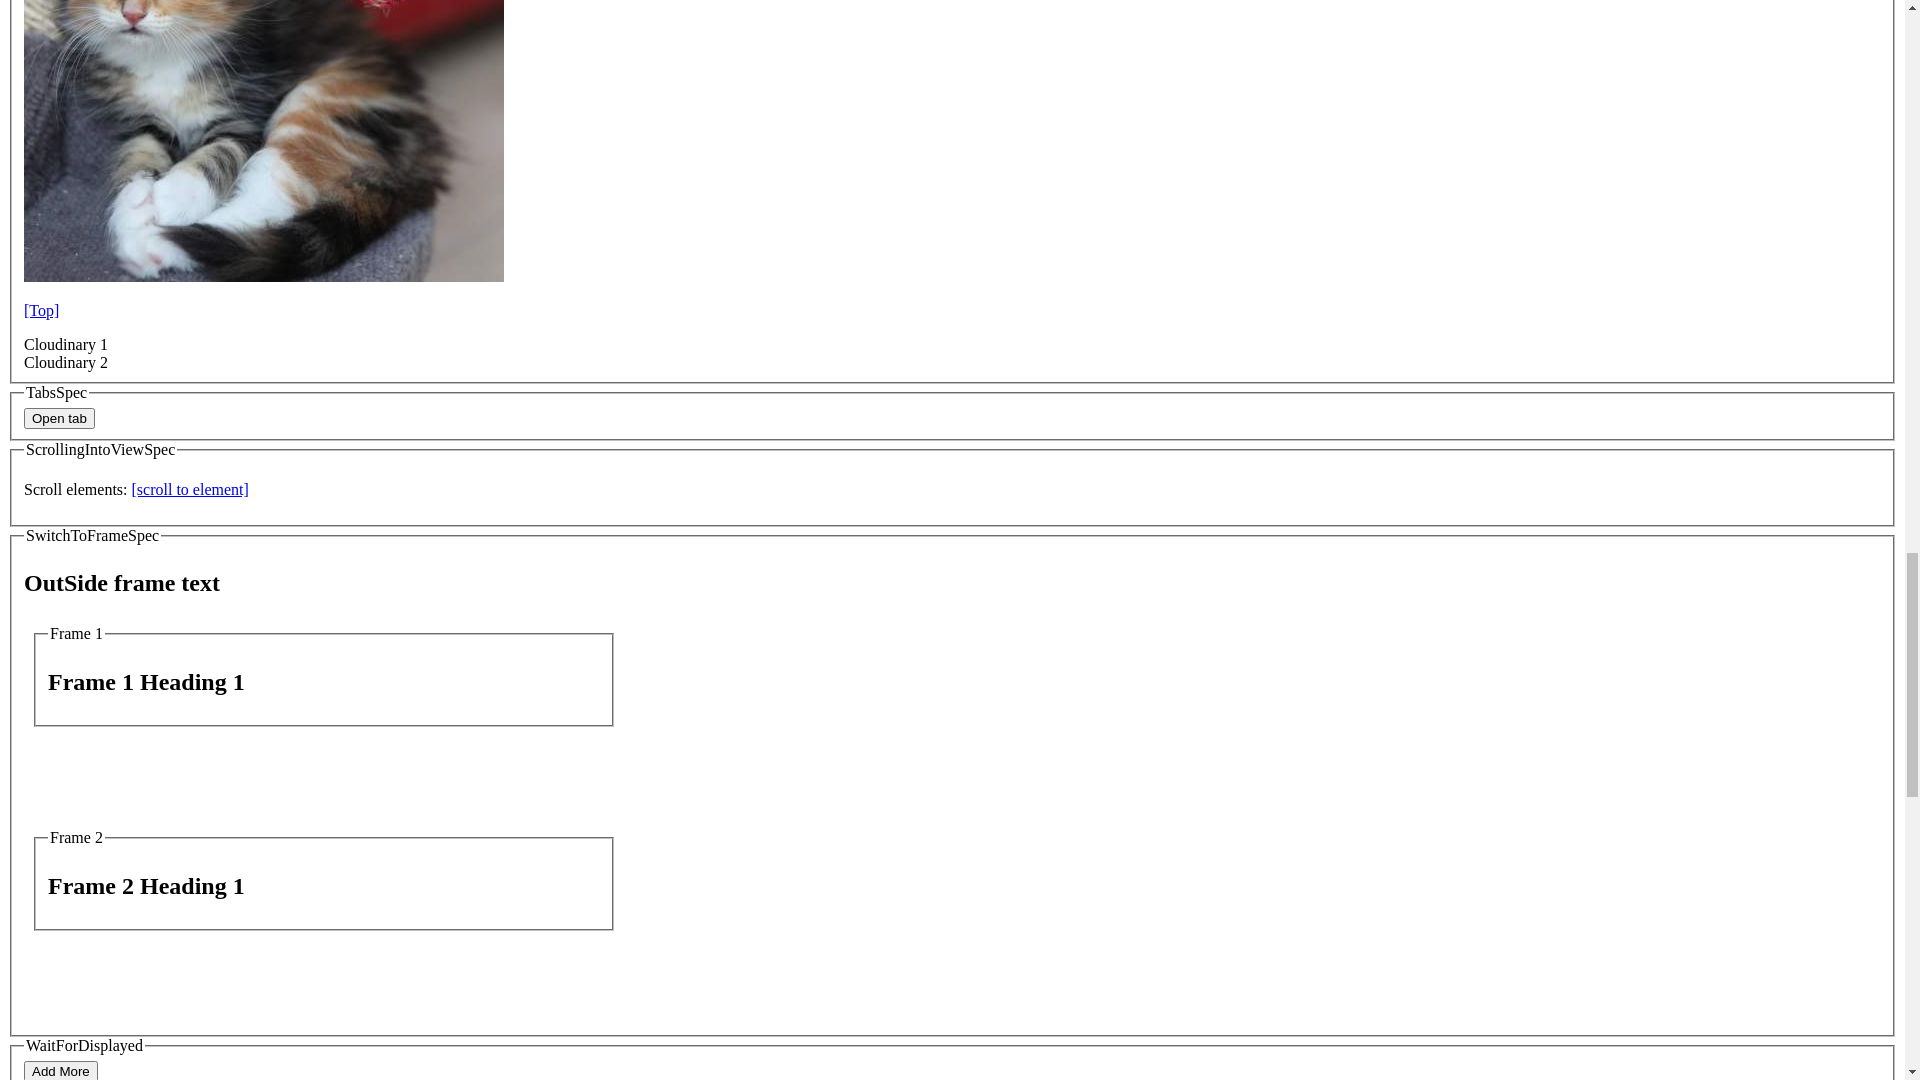 [Top]
Cloudinary 1
Cloudinary 2
TabsSpec
Open tab
ScrollingIntoViewSpec
Scroll elements: [scroll to element]
SwitchToFrameSpec
OutSide frame text
Frame 1
Frame 1 Heading 1
Frame 2
Frame 2 Heading 1
WaitForDisplayed
Add More